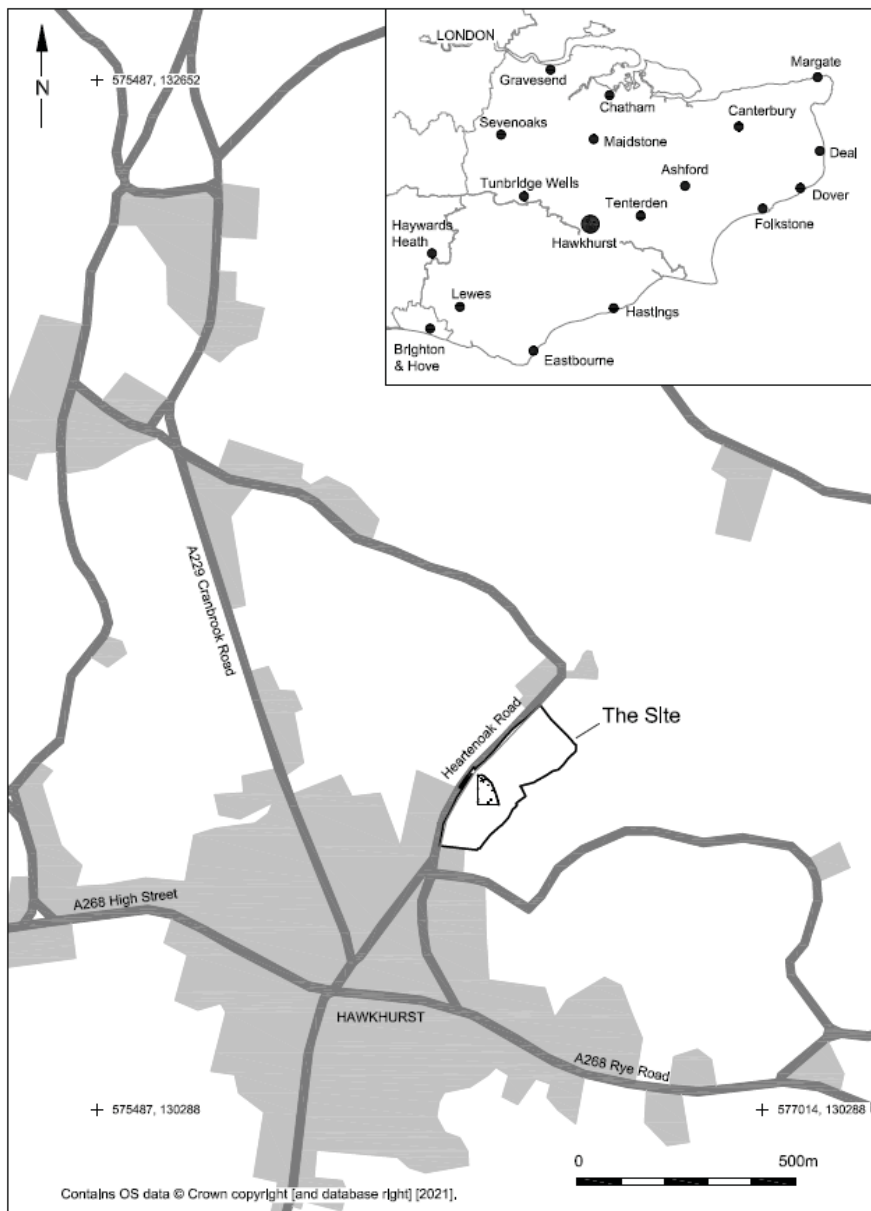 N
575487, 132652
LONDON
Gravesend
Margate
Chatham
Sevenoaks
Maidstone
Canterbury
Deal
Ashford
Tunbridge Wells
Dover
Tenterden
Folkstone
Haywards
Heath
Hawkhurst
Lewes
Hastings
Brighton
& Hove
Eastbourne
A229 Cranbrook Road
Heartenoak Road
The Site
A268 High Street
HAWKHURST
A268 Rye Road
575487, 130288
577014, 130288
0
500m
Contains OS data © Crown copyright [and database right] [2021].